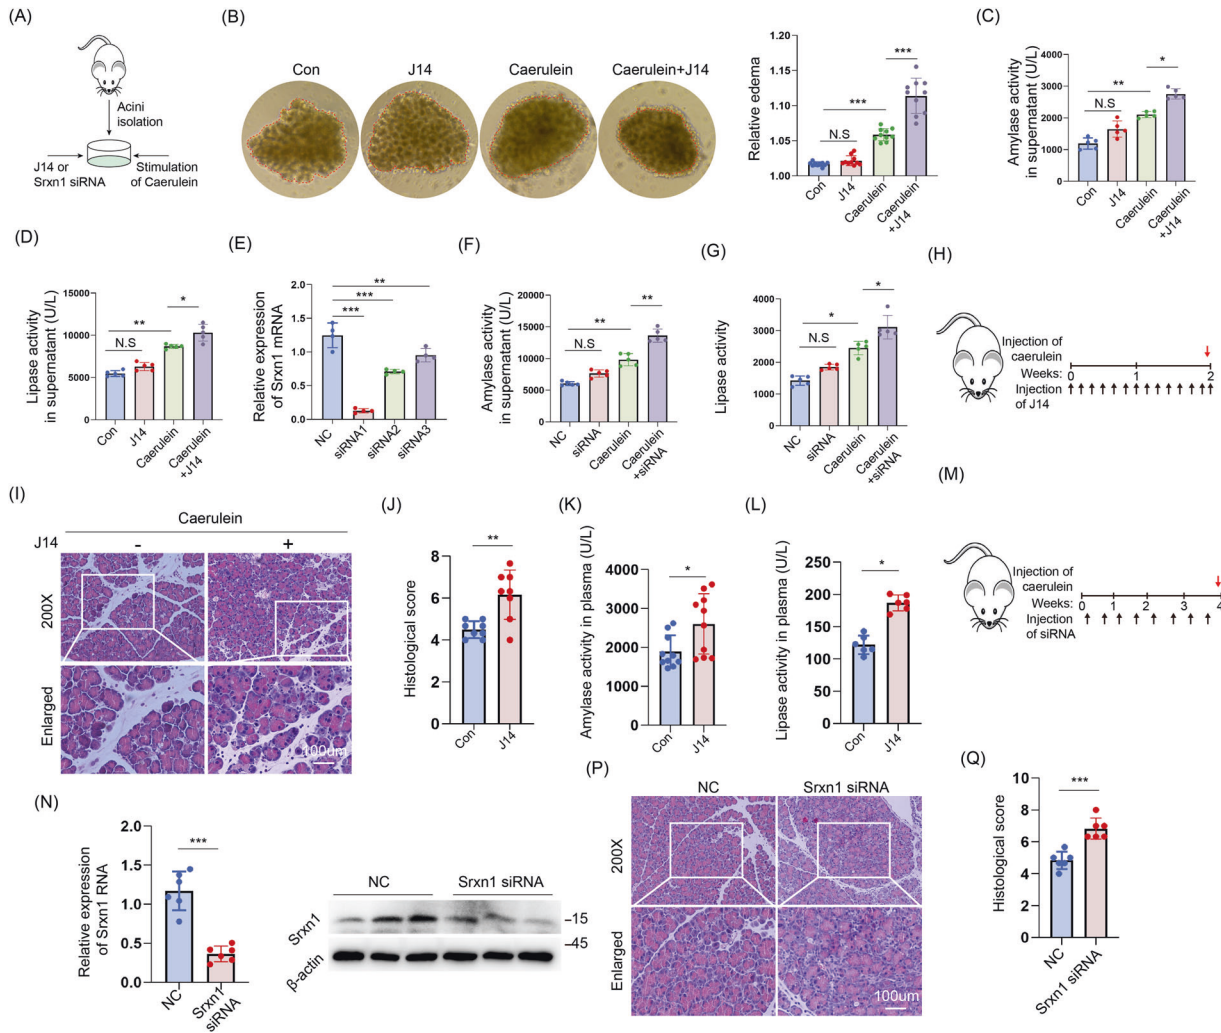 (A)
Acini
isolation
J14 or
Srxn1 siRNA
Stimulation
of Caerulein
(B)
Con
J14
Caerulein
Caerulein+J14
Relative edema
1.20
1.15
1.10
1.05
1.00
N.S
***
***
Con
J14
Caerulein
Caerulein
+J14
(C)
Amylase activity
in supernatant (U/L)
4000
3000
2000
1000
0
N.S
**
*
Con
J14
Caerulein
Caerulein
+J14
(D)
Lipase activity
in supernatant (U/L)
15000
10000
5000
0
N.S
**
*
Con
J14
Caerulein
Caerulein
+J14
(E)
Relative expression
of Srxn1 mRNA
2.0
1.5
1.0
0.5
0.0
**
***
***
NC
siRNA1
siRNA2
siRNA3
(F)
Amylase activity
in supernatant (U/L)
20000
15000
10000
5000
0
N.S
**
**
NC
siRNA
Caerulein
Caerulein
+siRNA
(G)
Lipase activity
4000
3000
2000
1000
0
N.S
*
*
NC
siRNA
Caerulein
Caerulein
+siRNA
(H)
Injection of
caerulein
Weeks:
0
1
2
Injection
of J14
(I)
Caerulein
J14
-
+
200X
Enlarged
100um
(J)
Histological score
8
6
4
2
0
**
Con
J14
(K)
Amylase activity in plasma (U/L)
4000
3000
2000
1000
0
*
Con
J14
(L)
Lipase activity in plasma (U/L)
250
200
150
100
50
0
*
Con
J14
(M)
Injection of
caerulein
Weeks:
0
1
2
3
4
Injection
of siRNA
(N)
Relative expression
of Srxn1 RNA
2.0
1.5
1.0
0.5
0.0
***
NC
Srxn1
siRNA
NC
Srxn1 siRNA
Srxn1
–15
–45
β-actin
(P)
NC
Srxn1 siRNA
200X
Enlarged
100um
(Q)
Histological score
10
8
6
4
2
0
***
NC
Srxn1 siRNA